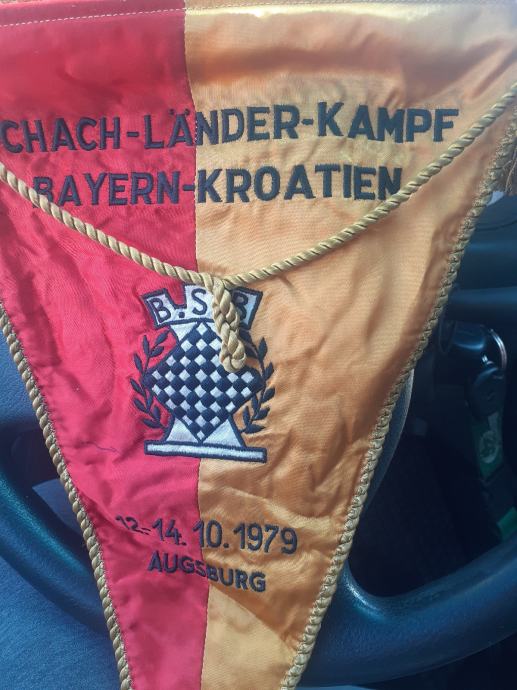 CHACH-LÄNDER-KAMPF
BAYERN-KROATIEN
B.S.B
12.-14.10.1979
AUGSBURG